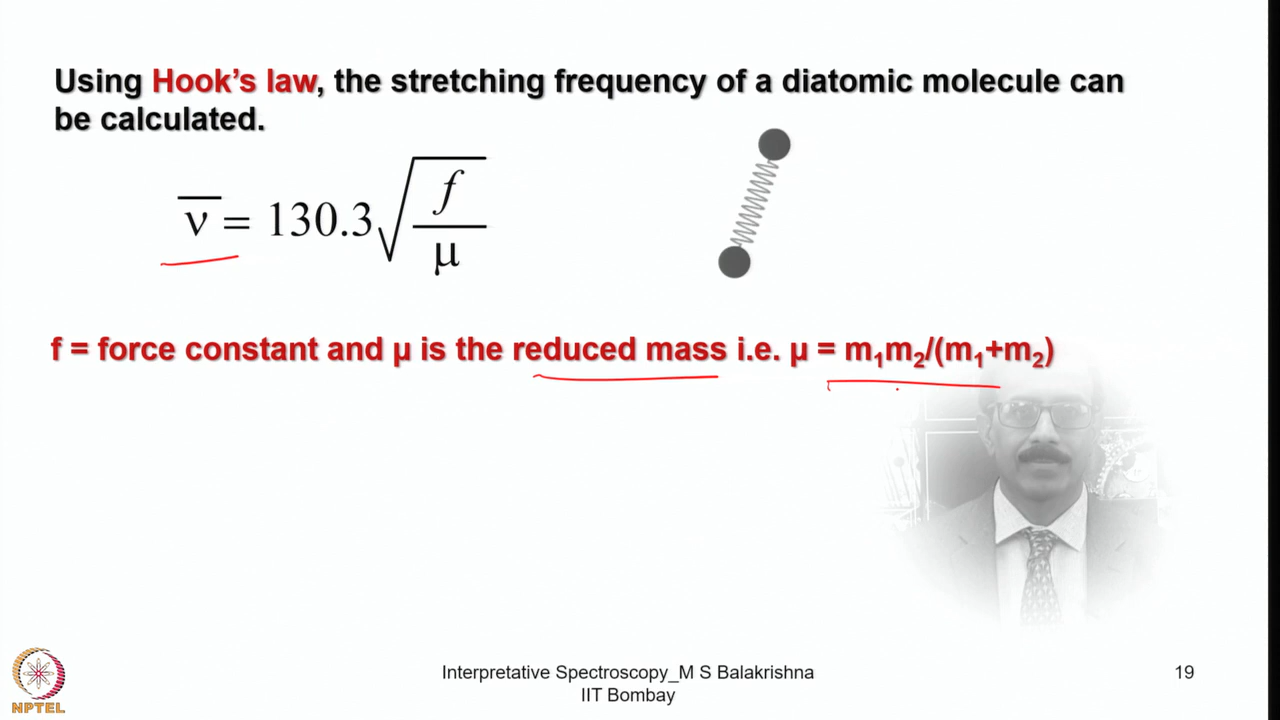 Using Hook's law, the stretching frequency of a diatomic molecule can
be calculated.
ν̅ = 130.3√(f/μ)
f = force constant and μ is the reduced mass i.e. μ = m₁m₂/(m₁+m₂)
NPTEL
Interpretative Spectroscopy_M S Balakrishna
IIT Bombay
19